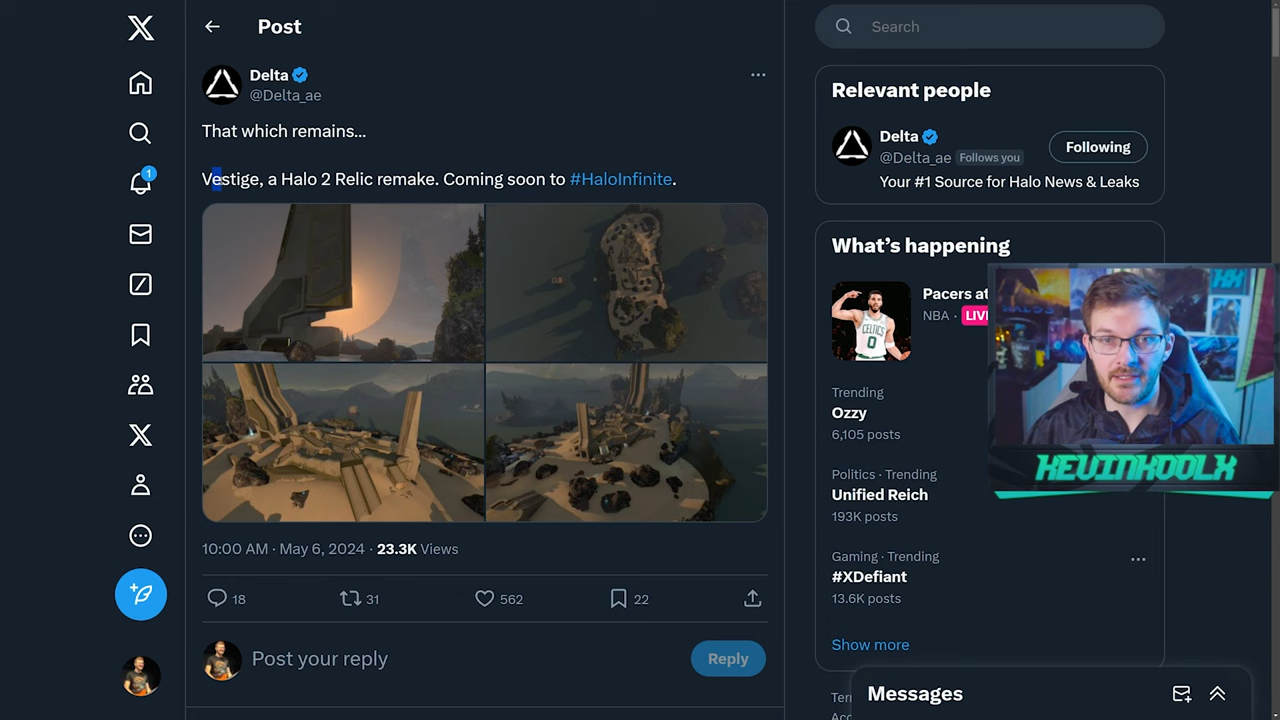 Post
Search
Delta
@Delta_ae
That which remains...
Vestige, a Halo 2 Relic remake. Coming soon to #HaloInfinite.
10:00 AM · May 6, 2024 · 23.3K Views
18
31
562
22
Post your reply
Reply
Relevant people
Delta
@Delta_ae Follows you
Following
Your #1 Source for Halo News & Leaks
What's happening
Pacers at
NBA · LIV
Trending
Ozzy
6,105 posts
Politics · Trending
Unified Reich
193K posts
Gaming · Trending
#XDefiant
13.6K posts
Show more
KEVINKOOLX
Messages
1